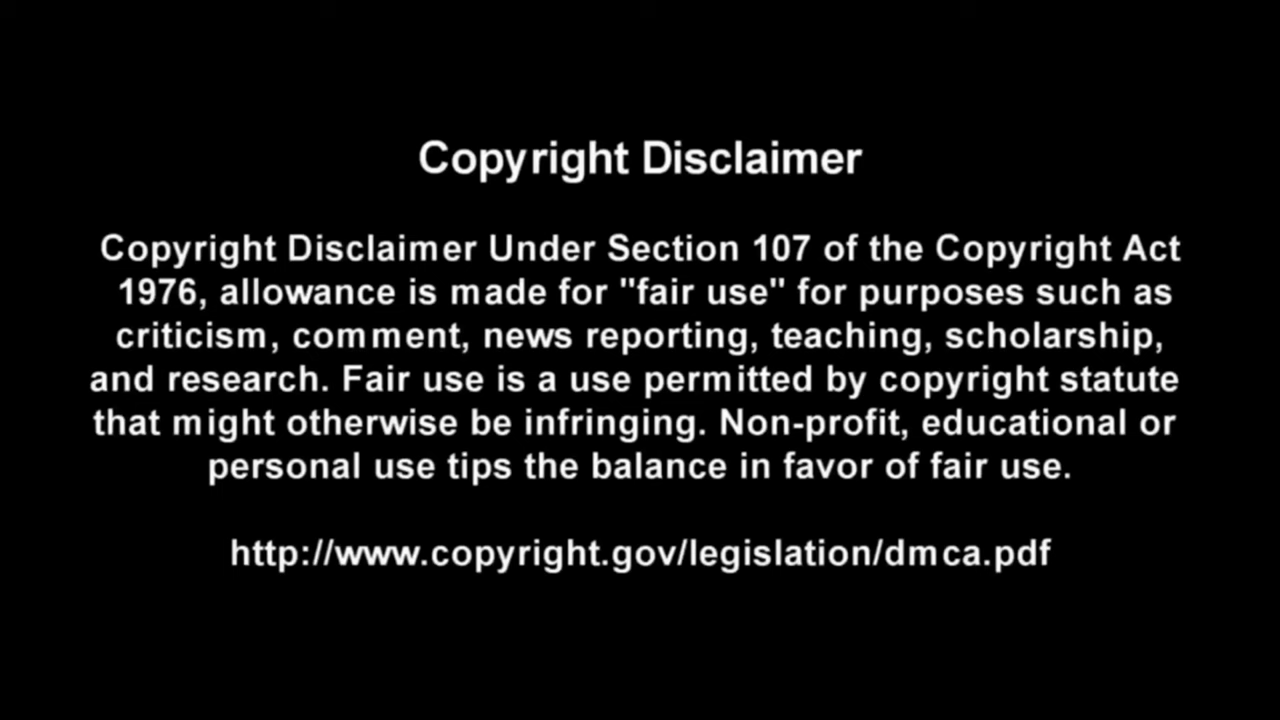 Copyright Disclaimer
Copyright Disclaimer Under Section 107 of the Copyright Act
1976, allowance is made for "fair use" for purposes such as
criticism, comment, news reporting, teaching, scholarship,
and research. Fair use is a use permitted by copyright statute
that might otherwise be infringing. Non-profit, educational or
personal use tips the balance in favor of fair use.
http://www.copyright.gov/legislation/dmca.pdf